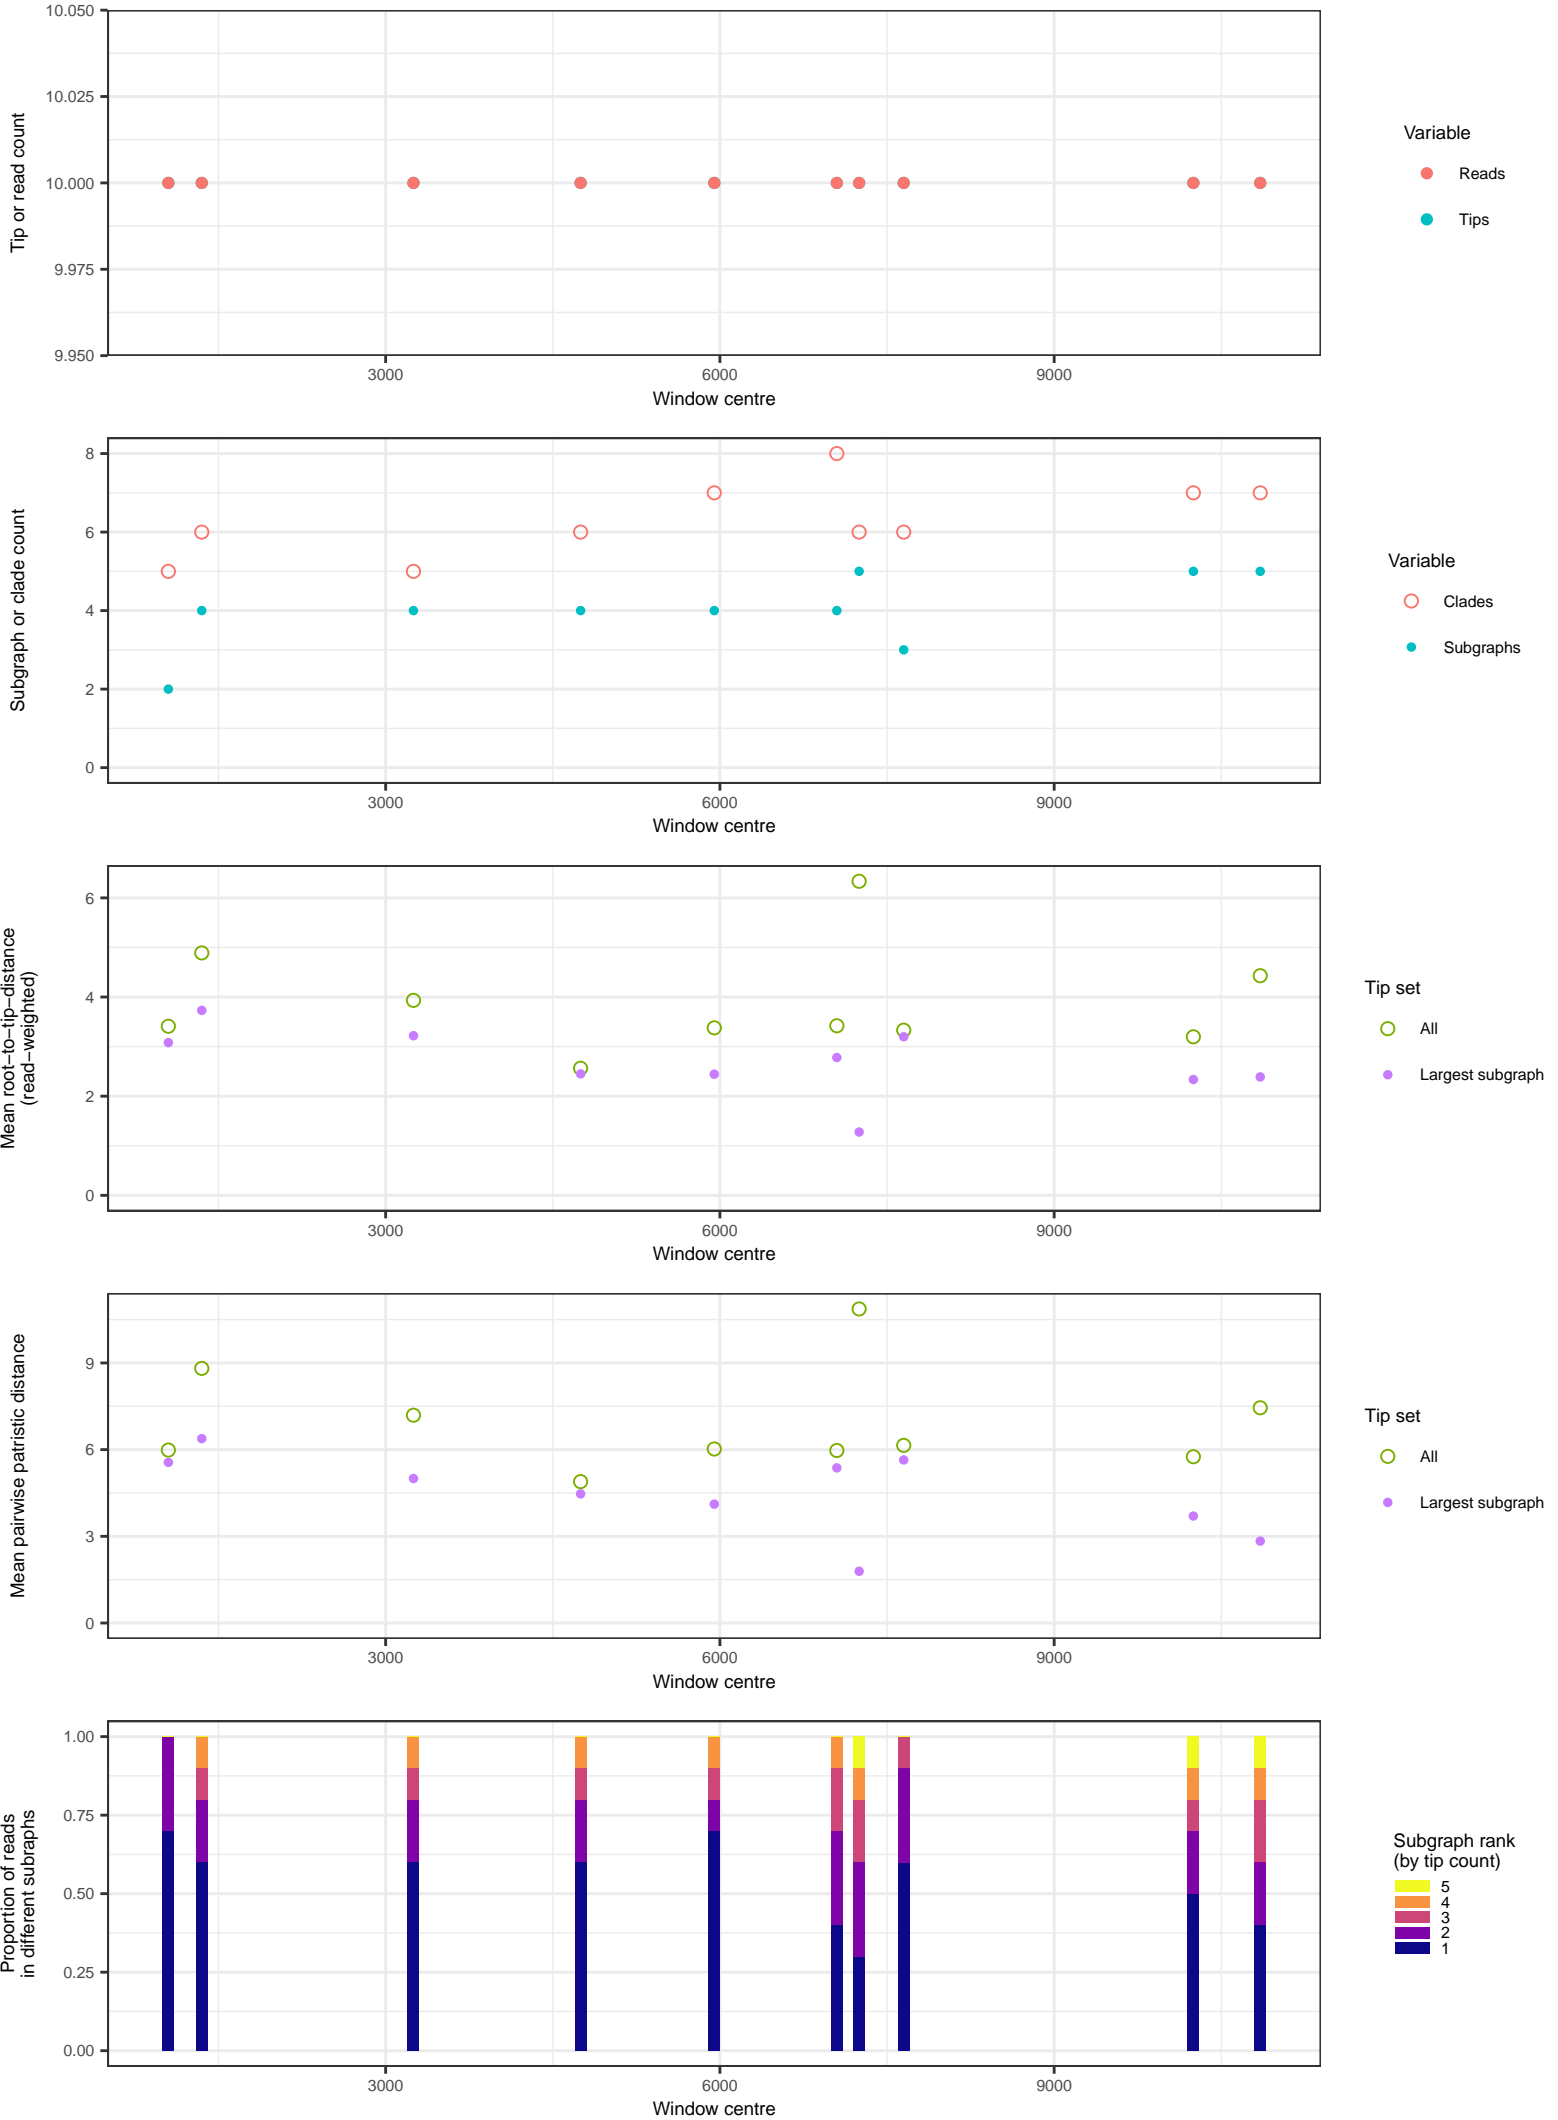 10.050
10.025
10.000
9.975
9.950
Tip or read count
3000
6000
9000
Window centre
Variable
Reads
Tips
8
6
4
2
0
Subgraph or clade count
3000
6000
9000
Window centre
Variable
Clades
Subgraphs
6
4
2
0
Mean root−to−tip−distance
(read−weighted)
3000
6000
9000
Window centre
Tip set
All
Largest subgraph
9
6
3
0
Mean pairwise patristic distance
3000
6000
9000
Window centre
Tip set
All
Largest subgraph
1.00
0.75
0.50
0.25
0.00
Proportion of reads
in different subraphs
3000
6000
9000
Window centre
Subgraph rank
(by tip count)
5
4
3
2
1